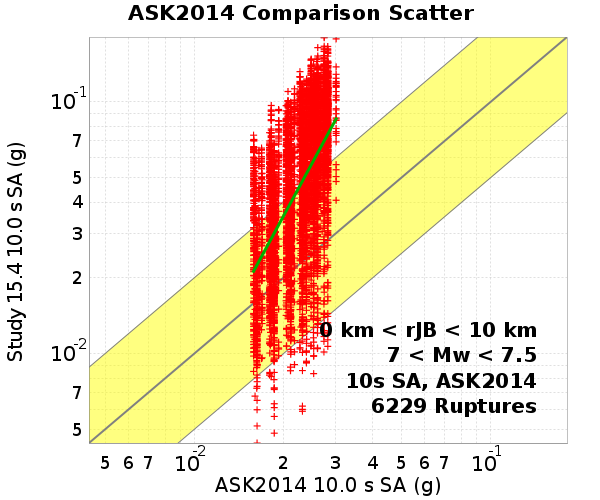 ASK2014 Comparison Scatter
Study 15.4 10.0 s SA (g)
10-1
7
5
4
3
2
10-2
7
5
0 km < rJB < 10 km
7 < Mw < 7.5
10s SA, ASK2014
6229 Ruptures
5 6 7 10-2 2 3 4 5 6 7 10-1
ASK2014 10.0 s SA (g)